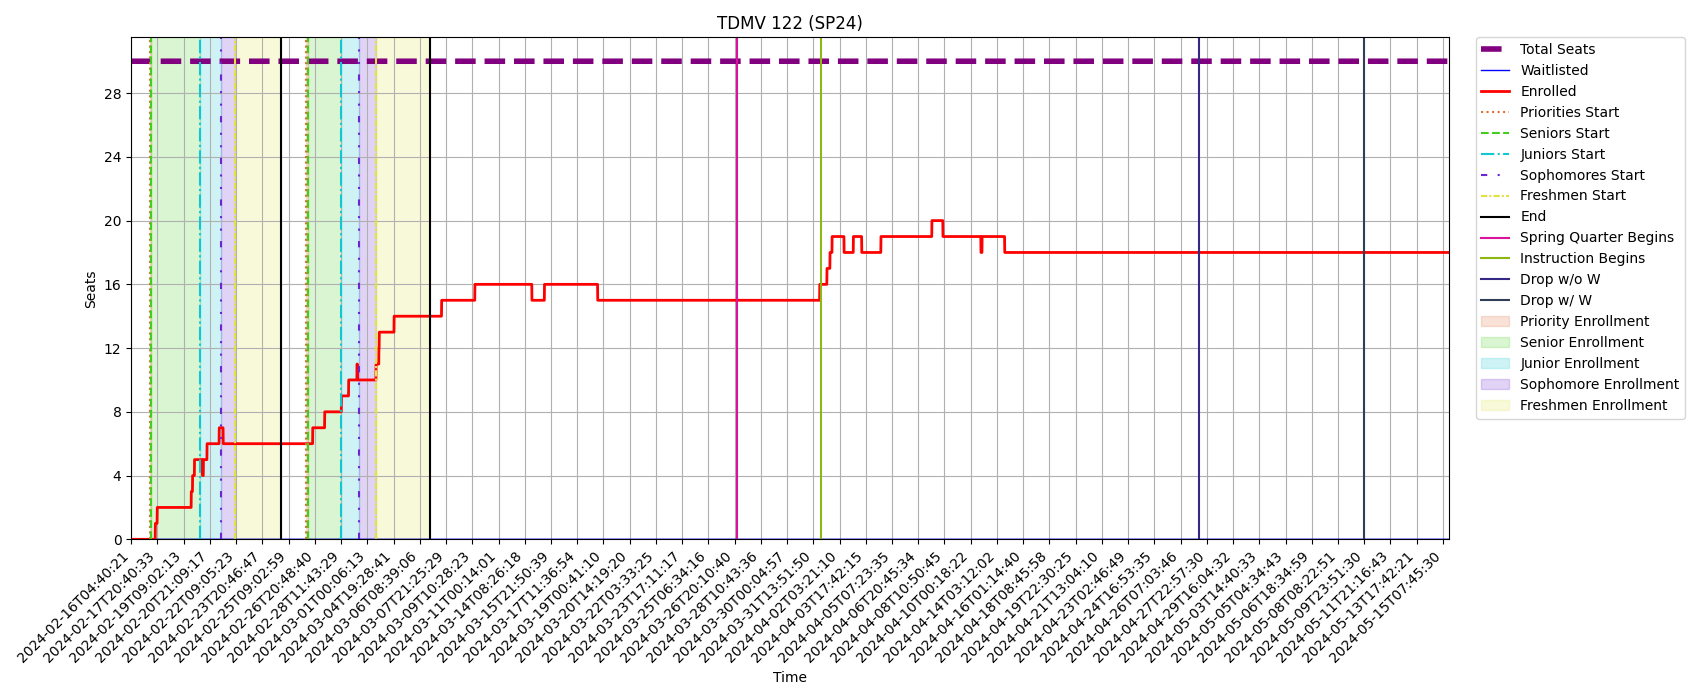 TDMV 122 (SP24)
Seats
28
24
20
16
12
8
4
0
2024-02-16T04:40:21
2024-02-17T20:40:33
2024-02-19T09:02:13
2024-02-20T21:09:17
2024-02-22T09:05:23
2024-02-23T20:46:47
2024-02-25T09:02:59
2024-02-26T20:48:40
2024-02-28T11:43:29
2024-03-01T00:06:13
2024-03-04T19:28:41
2024-03-06T08:39:06
2024-03-07T21:25:29
2024-03-09T10:28:23
2024-03-11T00:14:01
2024-03-14T08:26:18
2024-03-15T21:50:39
2024-03-17T11:36:54
2024-03-19T00:41:10
2024-03-20T14:19:20
2024-03-22T03:33:25
2024-03-23T17:11:17
2024-03-25T06:34:16
2024-03-26T20:10:40
2024-03-28T10:43:36
2024-03-30T00:04:57
2024-03-31T13:51:50
2024-04-02T03:21:10
2024-04-03T17:42:15
2024-04-05T07:23:35
2024-04-06T20:45:34
2024-04-08T10:50:45
2024-04-10T00:18:22
2024-04-14T03:12:02
2024-04-16T01:14:40
2024-04-18T08:45:58
2024-04-19T22:30:25
2024-04-21T13:04:10
2024-04-23T02:46:49
2024-04-24T16:53:35
2024-04-26T07:03:46
2024-04-27T22:57:30
2024-04-29T16:04:32
2024-05-03T14:40:33
2024-05-05T04:34:43
2024-05-06T18:34:59
2024-05-08T08:22:51
2024-05-09T23:51:30
2024-05-11T21:16:43
2024-05-13T17:42:21
2024-05-15T07:45:30
Time
Total Seats
Waitlisted
Enrolled
Priorities Start
Seniors Start
Juniors Start
Sophomores Start
Freshmen Start
End
Spring Quarter Begins
Instruction Begins
Drop w/o W
Drop w/ W
Priority Enrollment
Senior Enrollment
Junior Enrollment
Sophomore Enrollment
Freshmen Enrollment